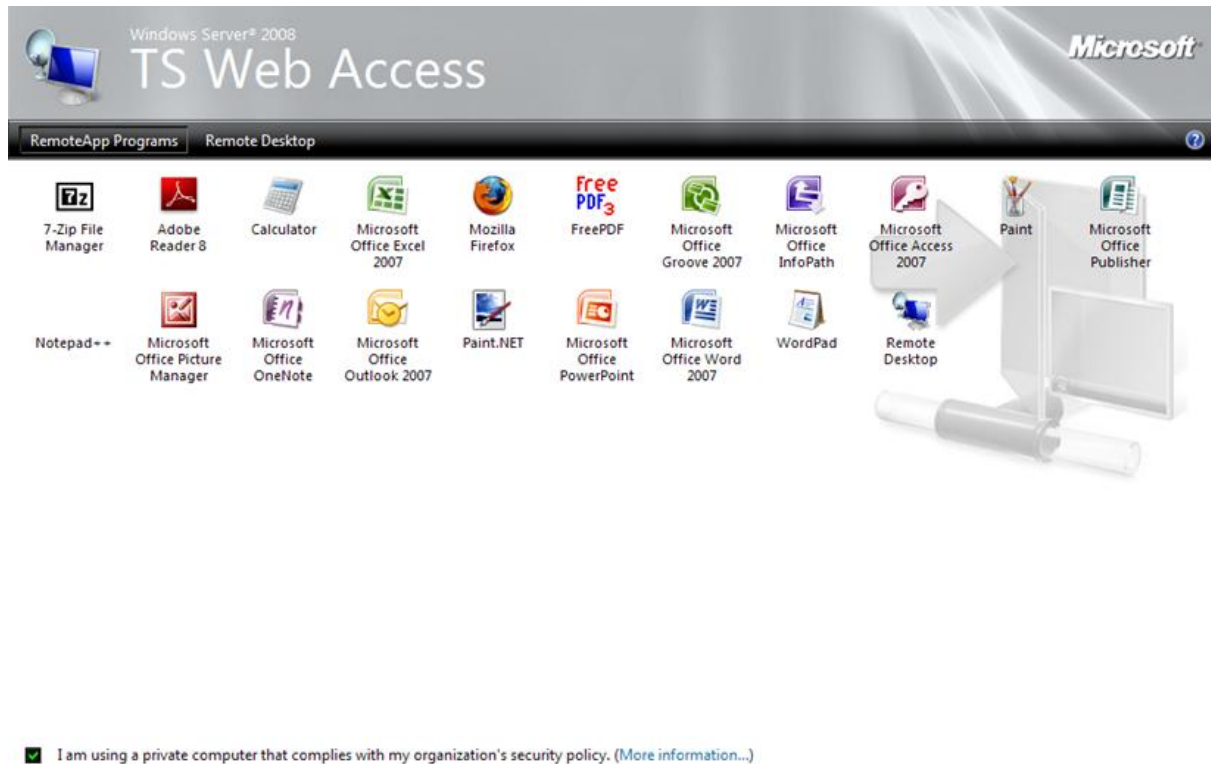 Windows Server® 2008
TS Web Access
Microsoft
RemoteApp Programs
Remote Desktop
?
7z
7-Zip File
Manager
Adobe
Reader 8
Calculator
Microsoft
Office Excel
2007
Mozilla
Firefox
Free
PDF3
FreePDF
Microsoft
Office
Groove 2007
Microsoft
Office
InfoPath
Microsoft
Office Access
2007
Paint
Microsoft
Office
Publisher
Notepad++
Microsoft
Office Picture
Manager
Microsoft
Office
OneNote
Microsoft
Office
Outlook 2007
Paint.NET
Microsoft
Office
PowerPoint
Microsoft
Office Word
2007
WordPad
Remote
Desktop
I am using a private computer that complies with my organization's security policy. (More information...)